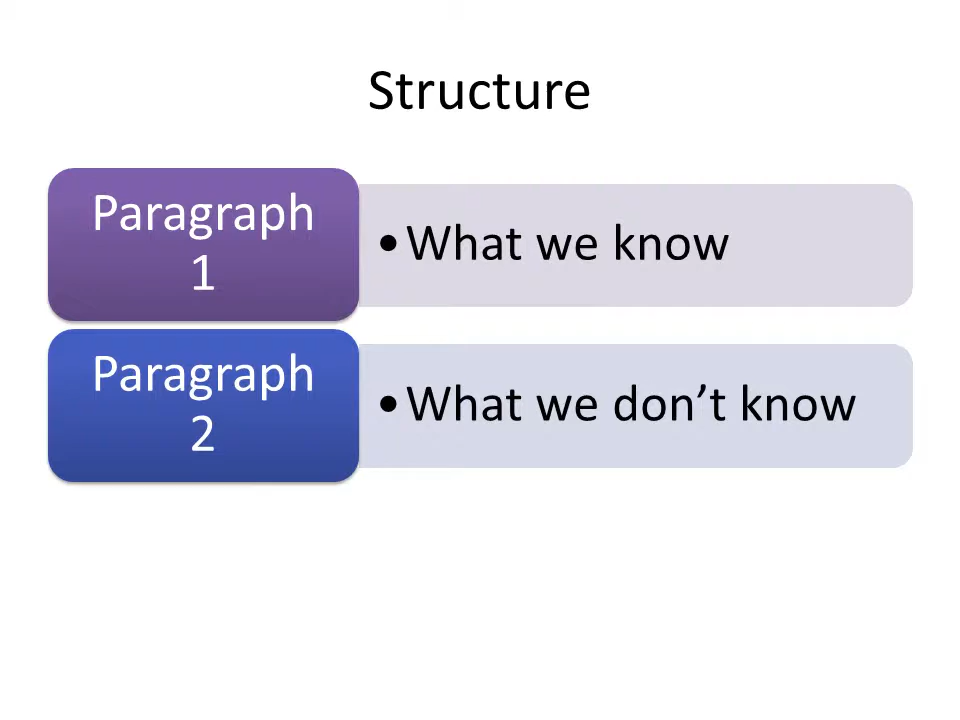 Structure
Paragraph
1
•What we know
Paragraph
2
•What we don’t know